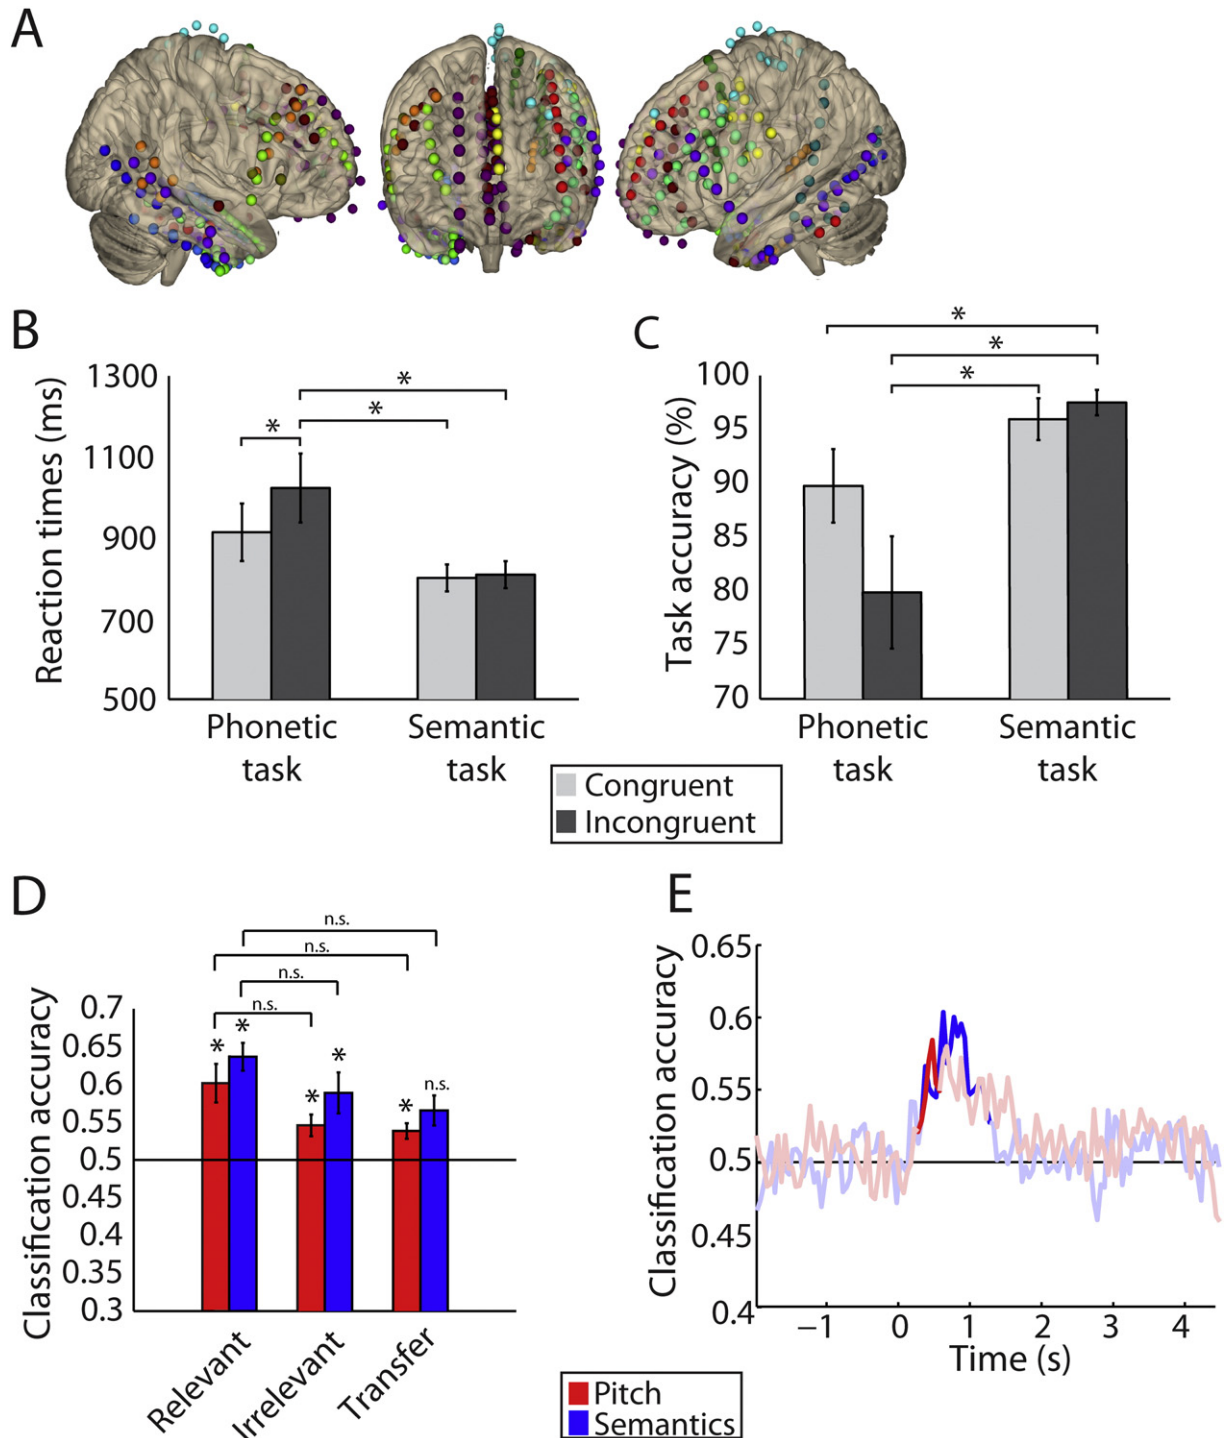 A
B
Reaction times (ms)
1300
1100
900
700
500
*
*
*
Phonetic task
Semantic task
C
Task accuracy (%)
100
95
90
85
80
75
70
*
*
*
Phonetic task
Semantic task
Congruent
Incongruent
D
Classification accuracy
0.7
0.65
0.6
0.55
0.5
0.45
0.4
0.35
0.3
n.s.
n.s.
n.s.
n.s.
*
*
*
*
*
n.s.
Relevant
Irrelevant
Transfer
Pitch
Semantics
E
Classification accuracy
0.65
0.6
0.55
0.5
0.45
0.4
−1
0
1
2
3
4
Time (s)